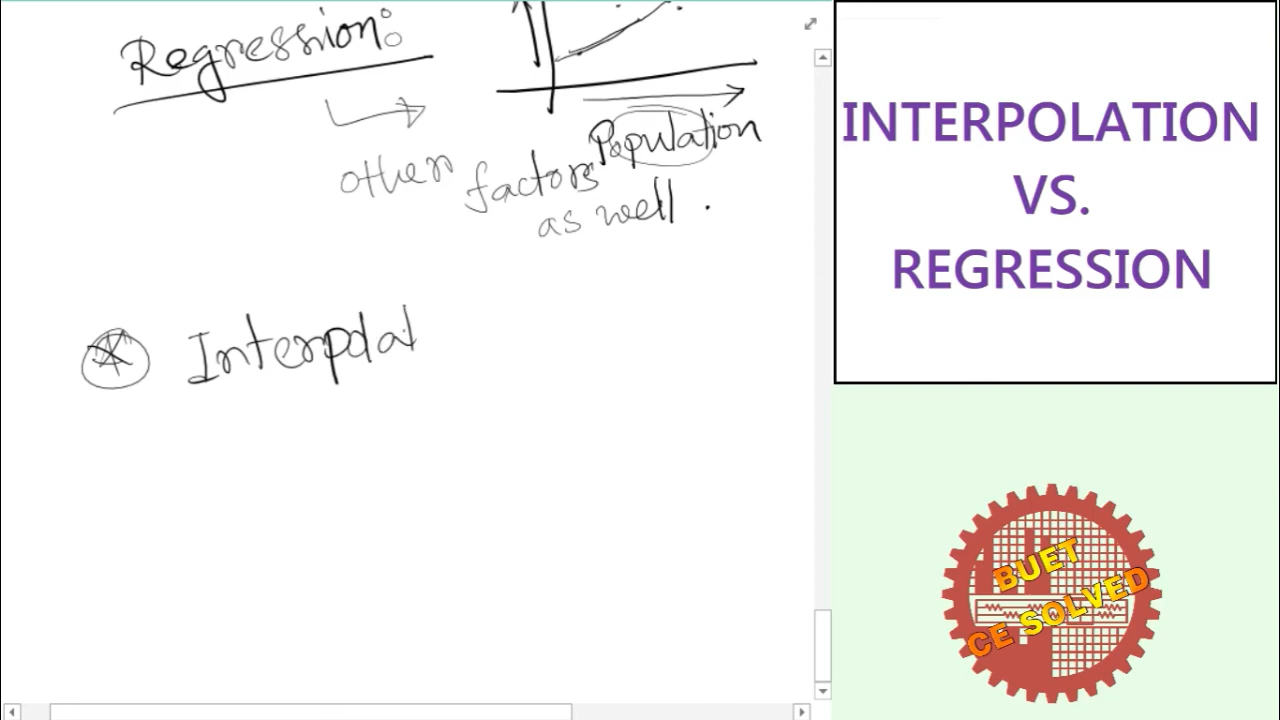 Regression:
Population
other factors
as well.
Interpolat
INTERPOLATION
VS.
REGRESSION
BUET
CE SOLVED